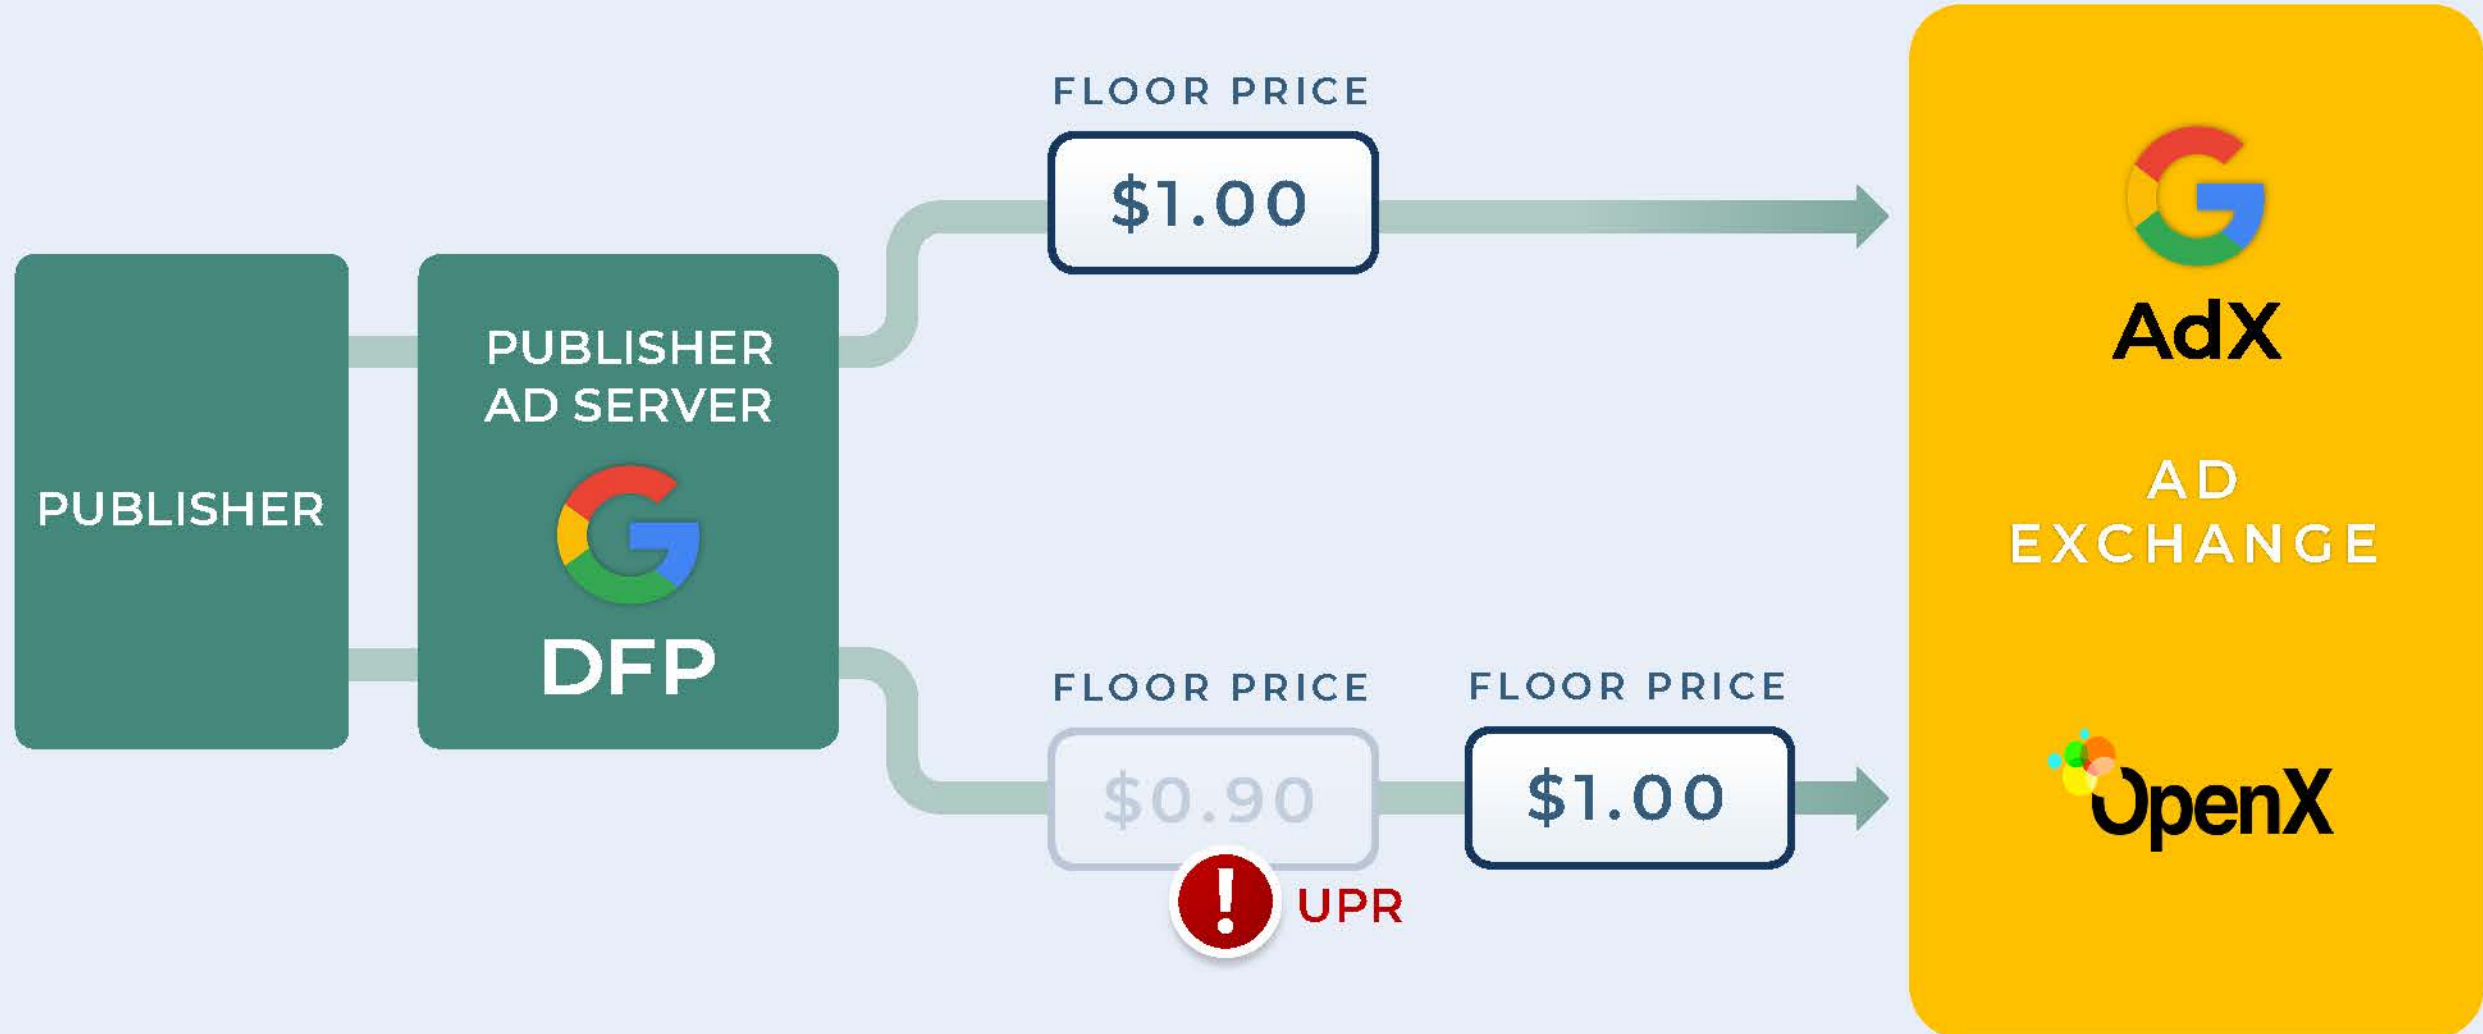 FLOOR PRICE
$1.00
PUBLISHER
PUBLISHER
AD SERVER
DFP
FLOOR PRICE
$0.90
UPR
FLOOR PRICE
$1.00
AdX
AD
EXCHANGE
OpenX